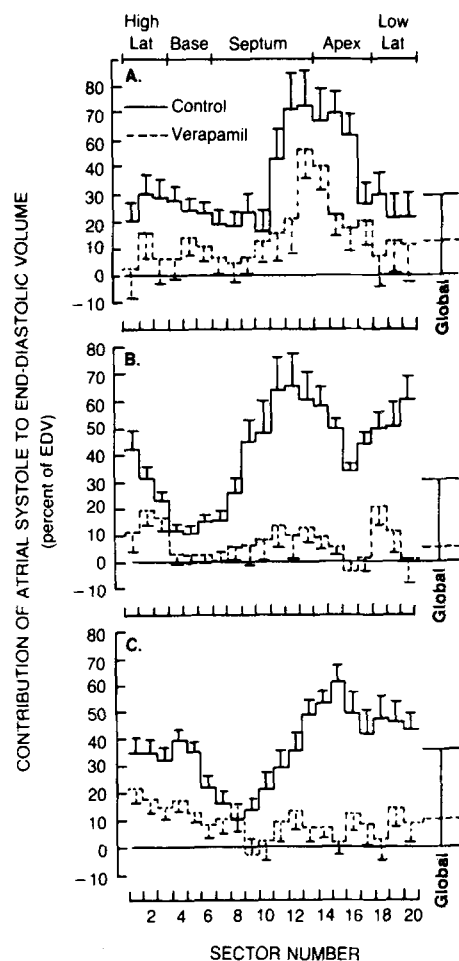 High Lat
Base
Septum
Apex
Low Lat
CONTRIBUTION OF ATRIAL SYSTOLE TO END-DIASTOLIC VOLUME
(percent of EDV)
A.
Control
Verapamil
80
70
60
50
40
30
20
10
0
-10
Global
B.
80
70
60
50
40
30
20
10
0
-10
Global
C.
80
70
60
50
40
30
20
10
0
-10
Global
2 4 6 8 10 12 14 16 18 20
SECTOR NUMBER